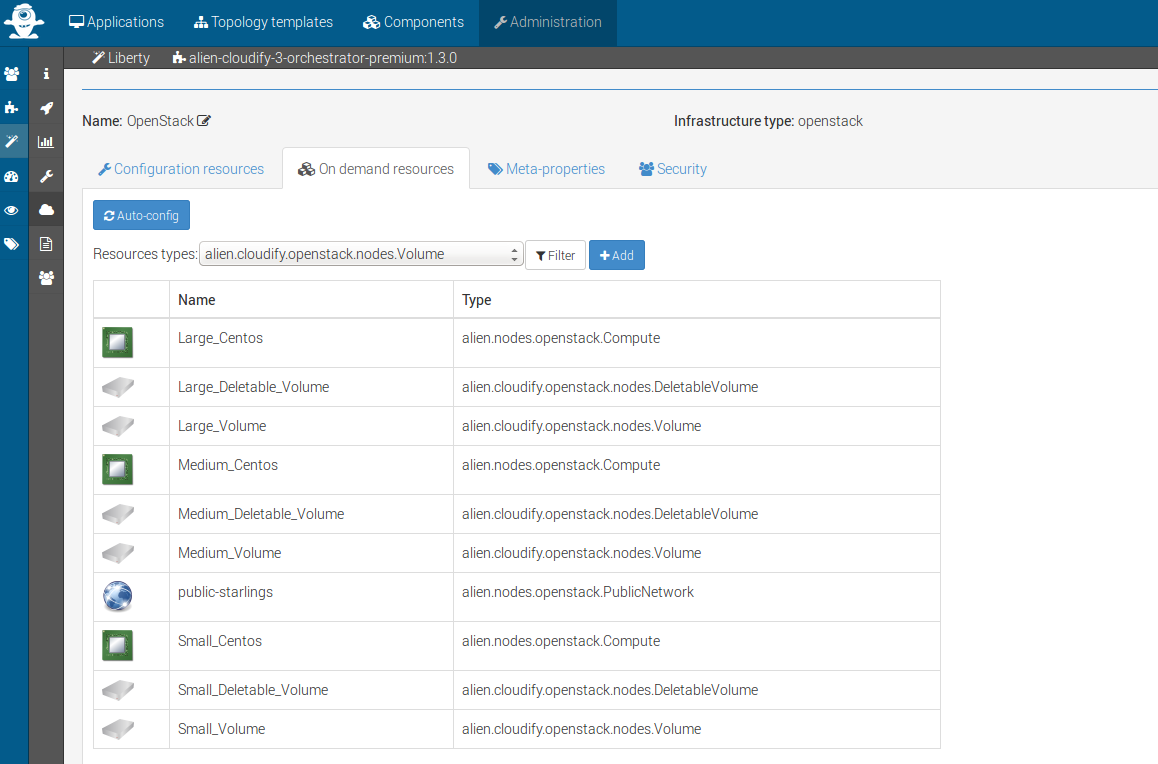 Applications Topology templates Components Administration
Liberty alien-cloudify-3-orchestrator-premium:1.3.0
Name: OpenStack Infrastructure type: openstack
Configuration resources On demand resources Meta-properties Security
Auto-config
Resources types: alien.cloudify.openstack.nodes.Volume Filter Add
Name Type
Large_Centos alien.nodes.openstack.Compute
Large_Deletable_Volume alien.cloudify.openstack.nodes.DeletableVolume
Large_Volume alien.cloudify.openstack.nodes.Volume
Medium_Centos alien.nodes.openstack.Compute
Medium_Deletable_Volume alien.cloudify.openstack.nodes.DeletableVolume
Medium_Volume alien.cloudify.openstack.nodes.Volume
public-starlings alien.nodes.openstack.PublicNetwork
Small_Centos alien.nodes.openstack.Compute
Small_Deletable_Volume alien.cloudify.openstack.nodes.DeletableVolume
Small_Volume alien.cloudify.openstack.nodes.Volume